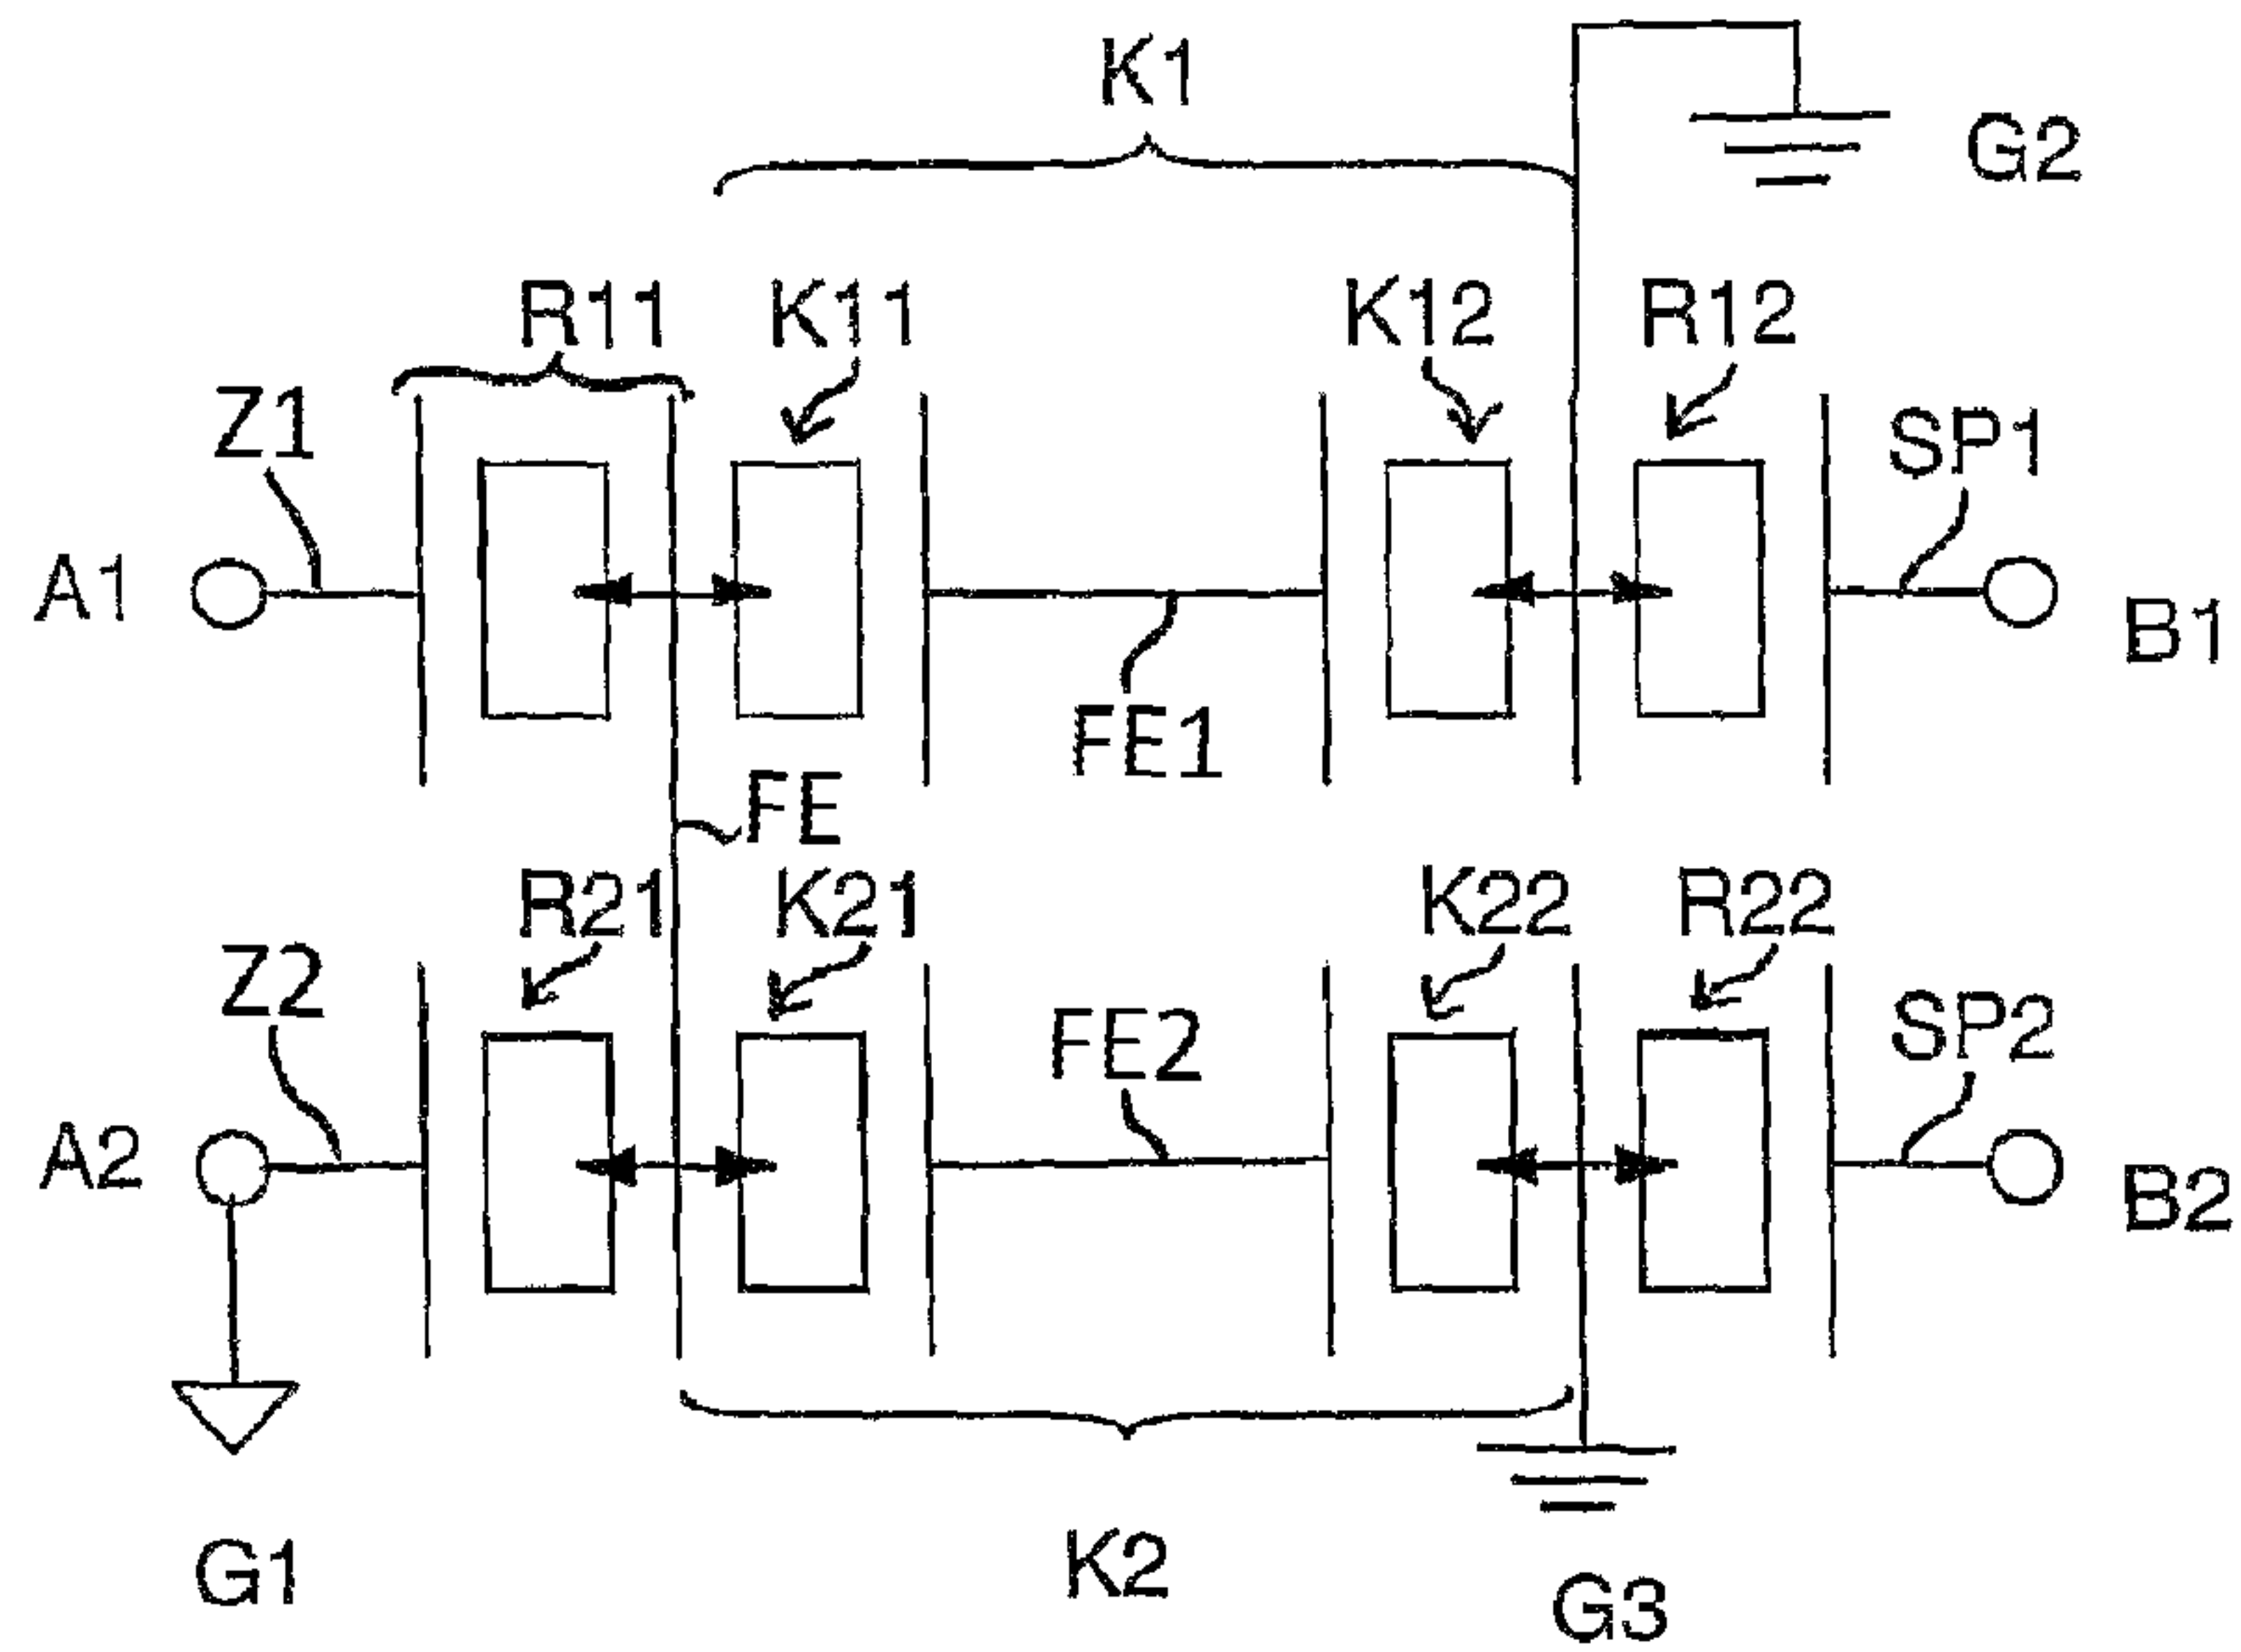 K1
G2
R11 K11 K12 R12
Z1 SP1
A1 B1
FE1
FE
R21 K21 K22 R22
Z2 FE2 SP2
A2 B2
G1 K2 G3